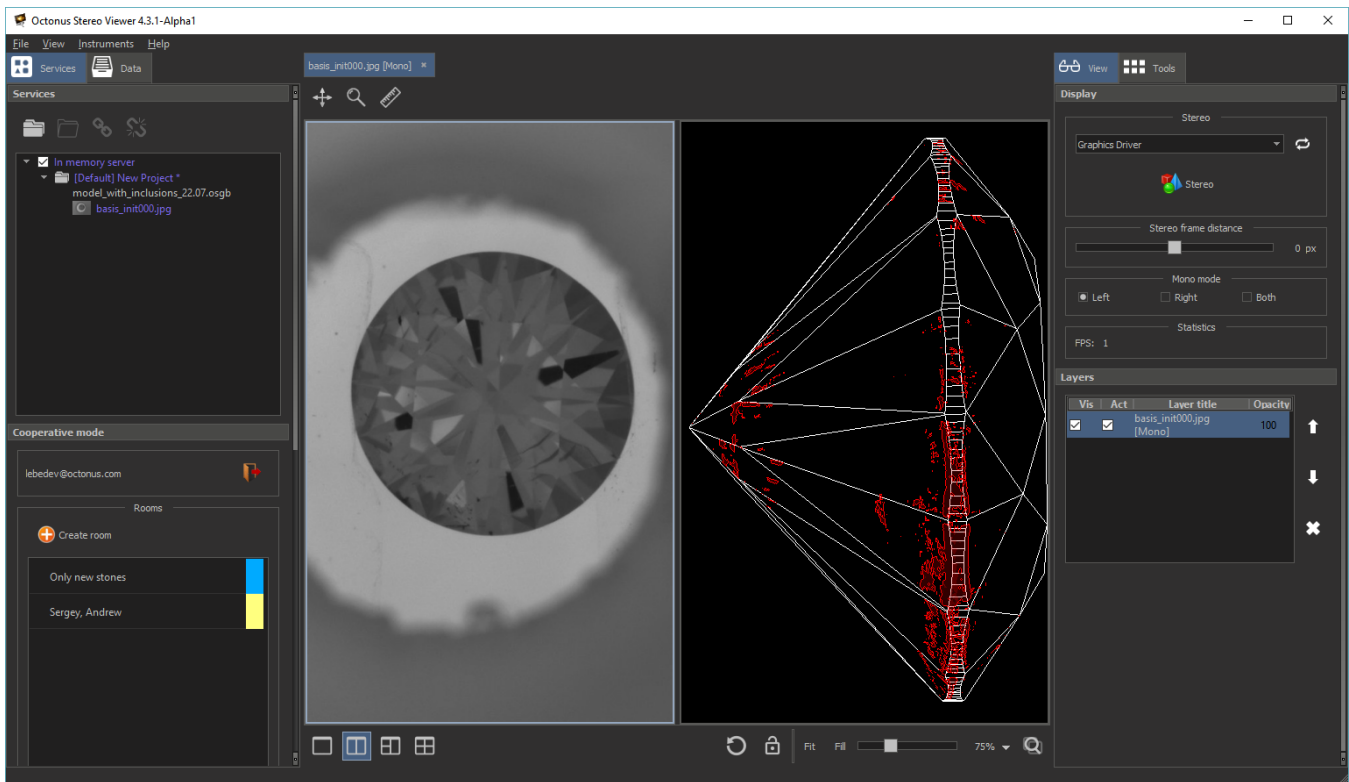 Octonus Stereo Viewer 4.3.1-Alpha1
File View Instruments Help
Services Data
Services
In memory server
[Default] New Project *
model_with_inclusions_22.07.osgb
basis_init000.jpg
Cooperative mode
lebedev@octonus.com
Rooms
Create room
Only new stones
Sergey, Andrew
basis_init000.jpg [Mono] ×
Fit Fill 75%
View Tools
Display
Stereo
Graphics Driver
Stereo
Stereo frame distance
0 px
Mono mode
Left Right Both
Statistics
FPS: 1
Layers
Vis Act Layer title Opacity
basis_init000.jpg
[Mono] 100